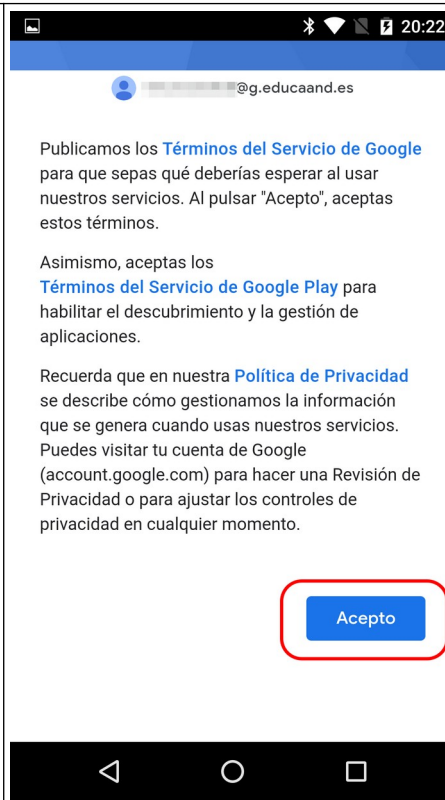 20:22
@g.educaand.es
Publicamos los Términos del Servicio de Google
para que sepas qué deberías esperar al usar
nuestros servicios. Al pulsar "Acepto", aceptas
estos términos.
Asimismo, aceptas los
Términos del Servicio de Google Play para
habilitar el descubrimiento y la gestión de
aplicaciones.
Recuerda que en nuestra Política de Privacidad
se describe cómo gestionamos la información
que se genera cuando usas nuestros servicios.
Puedes visitar tu cuenta de Google
(account.google.com) para hacer una Revisión de
Privacidad o para ajustar los controles de
privacidad en cualquier momento.
Acepto